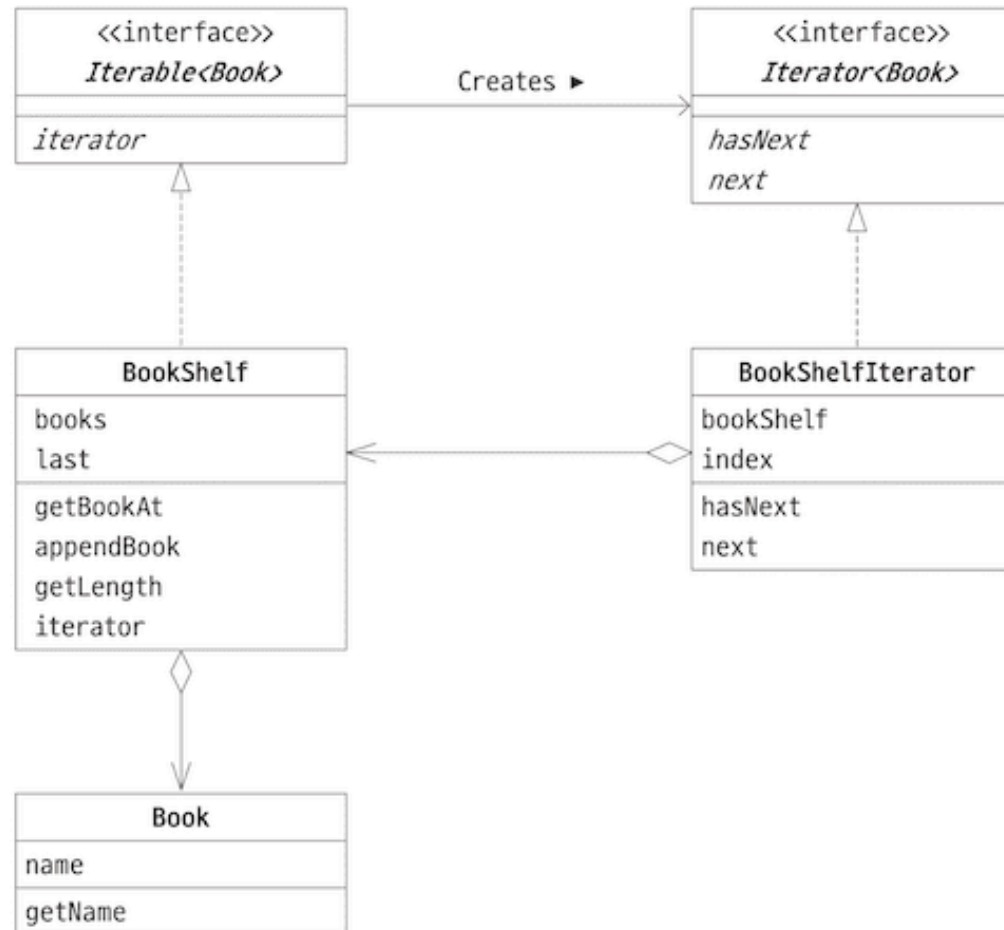 <<interface>>
Iterable<Book>
iterator
Creates ►
<<interface>>
Iterator<Book>
hasNext
next
BookShelf
books
last
getBookAt
appendBook
getLength
iterator
BookShelfIterator
bookShelf
index
hasNext
next
Book
name
getName